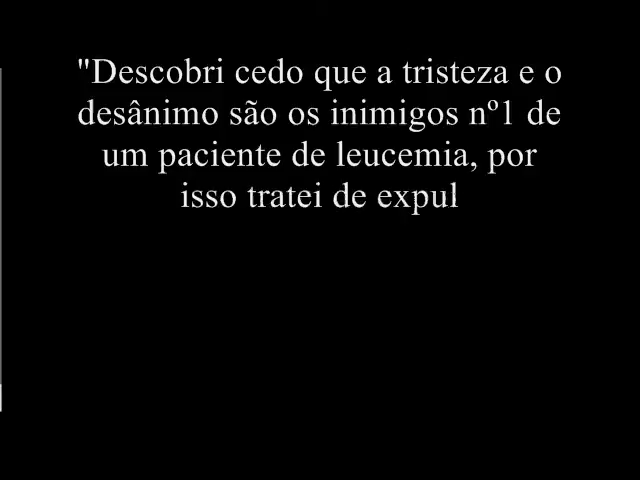 "Descobri cedo que a tristeza e o
desânimo são os inimigos nº1 de
um paciente de leucemia, por
isso tratei de expul